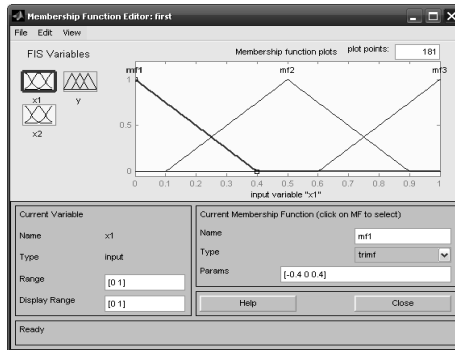 Membership Function Editor: first
File Edit View
FIS Variables
Membership function plots plot points: 181
x1
y
x2
mf1 mf2 mf3
1
0.5
0
0 0.1 0.2 0.3 0.4 0.5 0.6 0.7 0.8 0.9 1
input variable "x1"
Current Variable
Name x1
Type input
Range [0 1]
Display Range [0 1]
Current Membership Function (click on MF to select)
Name mf1
Type trimf
Params [-0.4 0 0.4]
Help Close
Ready